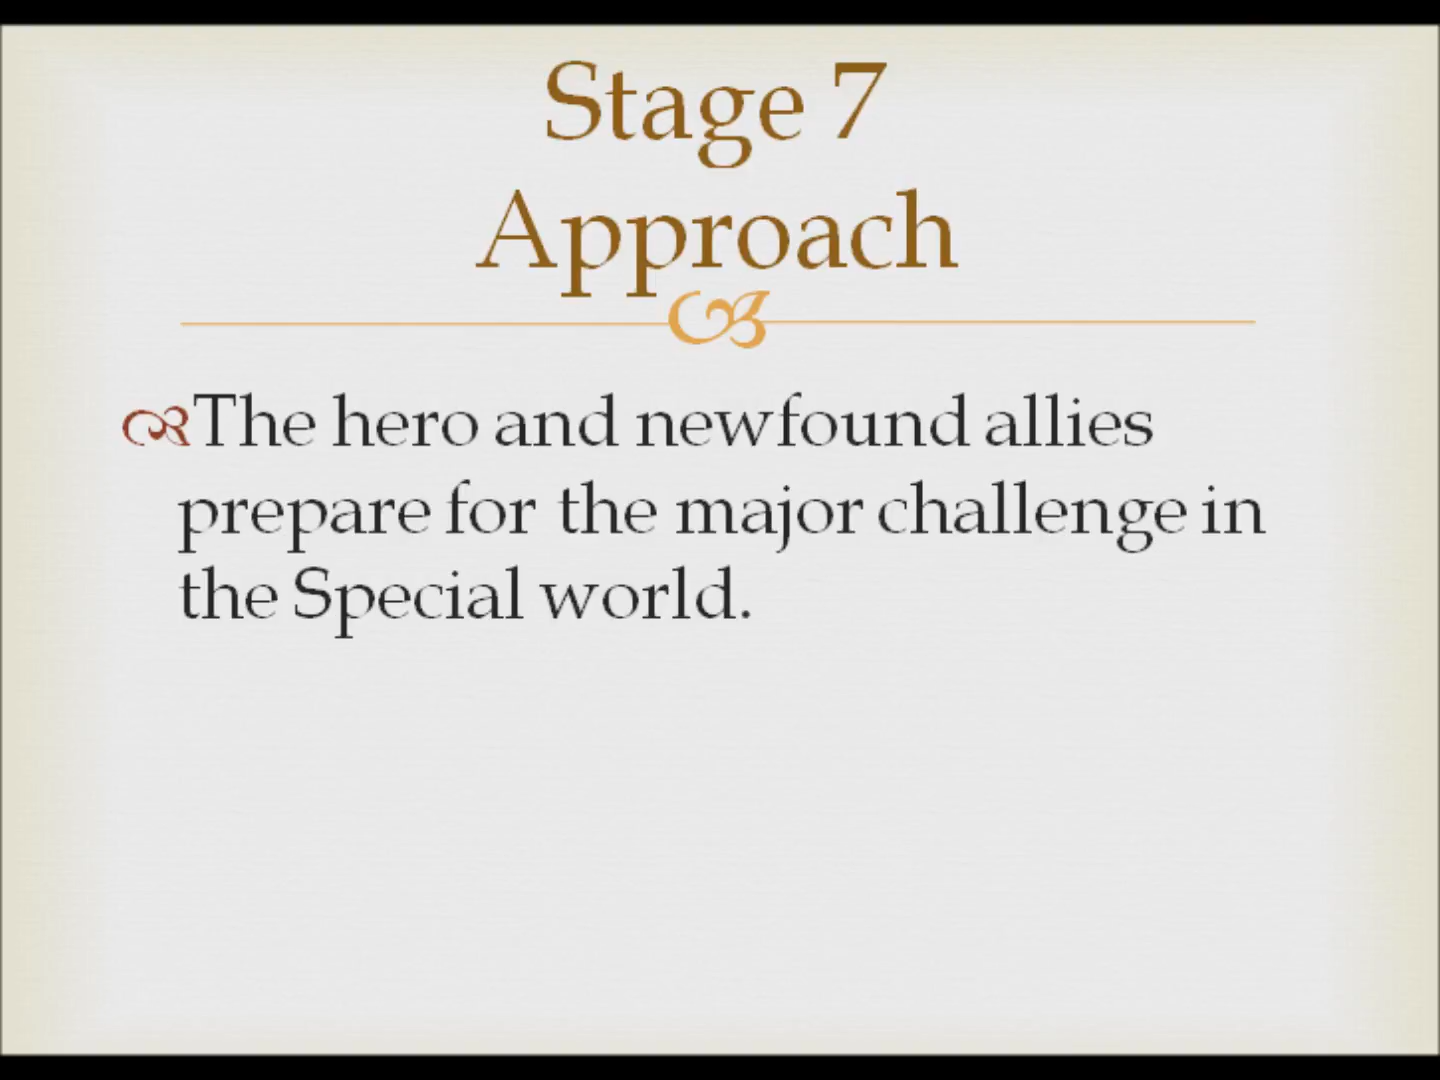 Stage 7
Approach
The hero and newfound allies
prepare for the major challenge in
the Special world.